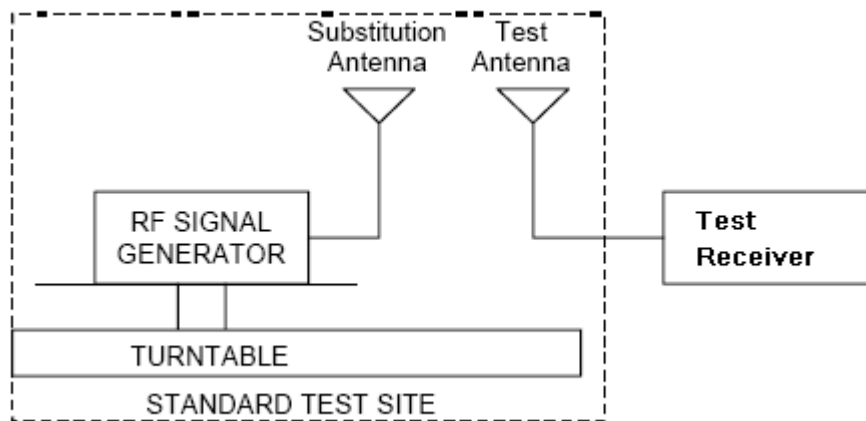 Substitution
Antenna
Test
Antenna
RF SIGNAL
GENERATOR
Test
Receiver
TURNTABLE
STANDARD TEST SITE